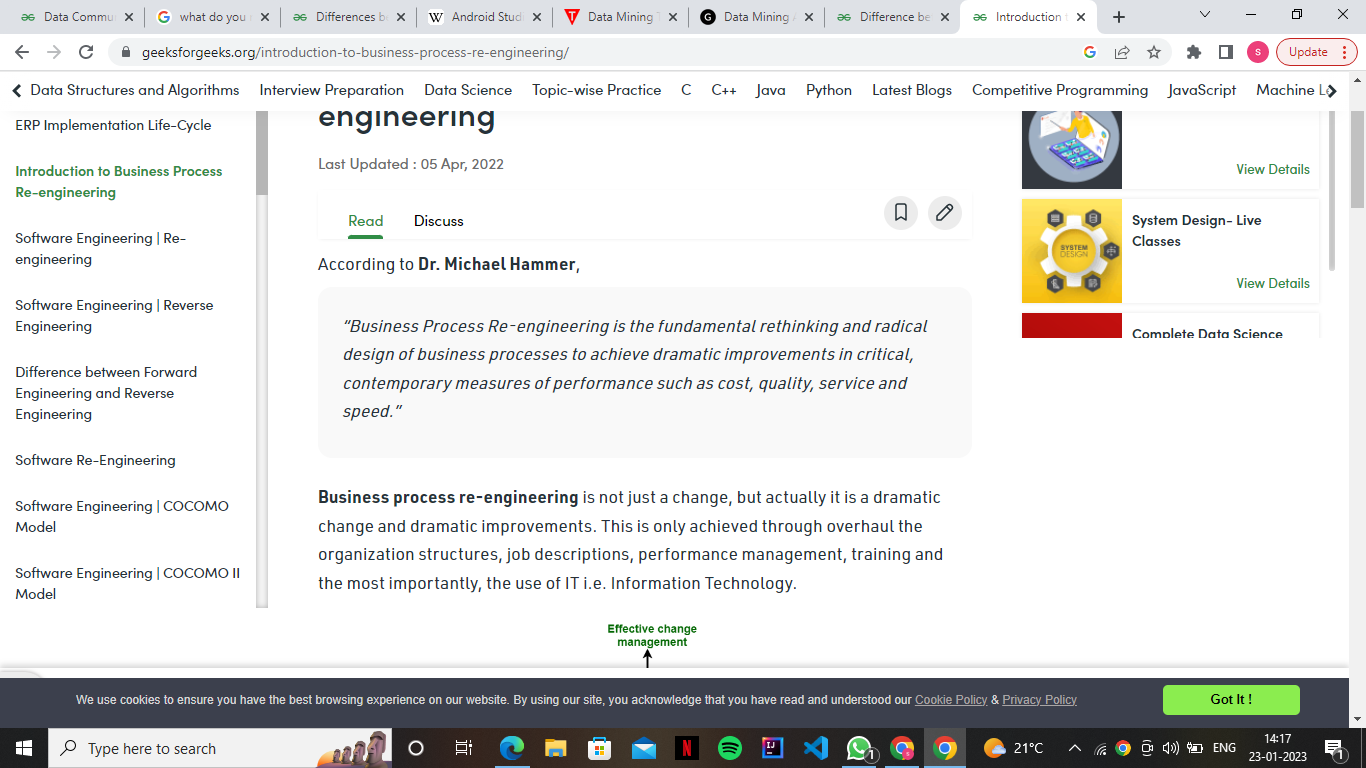 Data Commu
what do you
Differences b
Android Studi
Data Mining T
Data Mining
Difference be
Introduction t
geeksforgeeks.org/introduction-to-business-process-re-engineering/
S
Update
Data Structures and Algorithms Interview Preparation Data Science Topic-wise Practice C C++ Java Python Latest Blogs Competitive Programming JavaScript Machine Le
ERP Implementation Life-Cycle
Introduction to Business Process
Re-engineering
Software Engineering | Re-
engineering
Software Engineering | Reverse
Engineering
Difference between Forward
Engineering and Reverse
Engineering
Software Re-Engineering
Software Engineering | COCOMO
Model
Software Engineering | COCOMO II
Model
engineering
Last Updated : 05 Apr, 2022
Read Discuss
According to Dr. Michael Hammer,
“Business Process Re-engineering is the fundamental rethinking and radical
design of business processes to achieve dramatic improvements in critical,
contemporary measures of performance such as cost, quality, service and
speed.”
Business process re-engineering is not just a change, but actually it is a dramatic
change and dramatic improvements. This is only achieved through overhaul the
organization structures, job descriptions, performance management, training and
the most importantly, the use of IT i.e. Information Technology.
Effective change
management
View Details
SYSTEM
DESIGN
System Design- Live
Classes
View Details
Complete Data Science
We use cookies to ensure you have the best browsing experience on our website. By using our site, you acknowledge that you have read and understood our Cookie Policy & Privacy Policy
Got It !
Type here to search
21°C
ENG
14:17
23-01-2023
1
1